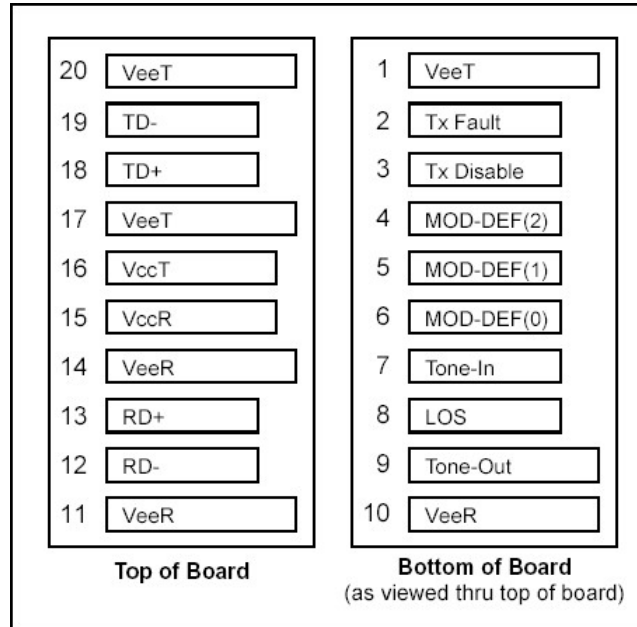 20 VeeT
19 TD-
18 TD+
17 VeeT
16 VccT
15 VccR
14 VeeR
13 RD+
12 RD-
11 VeeR
Top of Board
1 VeeT
2 Tx Fault
3 Tx Disable
4 MOD-DEF(2)
5 MOD-DEF(1)
6 MOD-DEF(0)
7 Tone-In
8 LOS
9 Tone-Out
10 VeeR
Bottom of Board
(as viewed thru top of board)